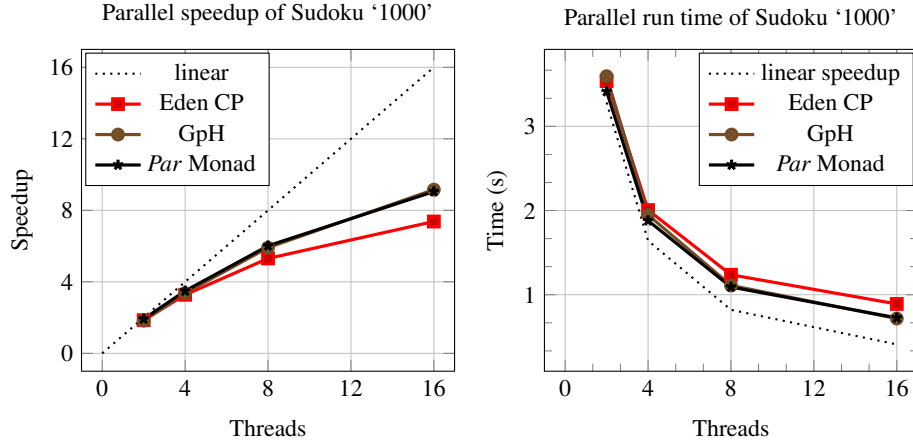 Parallel speedup of Sudoku ‘1000’
16
12
8
4
0
Speedup
linear
Eden CP
GpH
Par Monad
0 4 8 12 16
Threads
Parallel run time of Sudoku ‘1000’
3
2
1
Time (s)
linear speedup
Eden CP
GpH
Par Monad
0 4 8 12 16
Threads